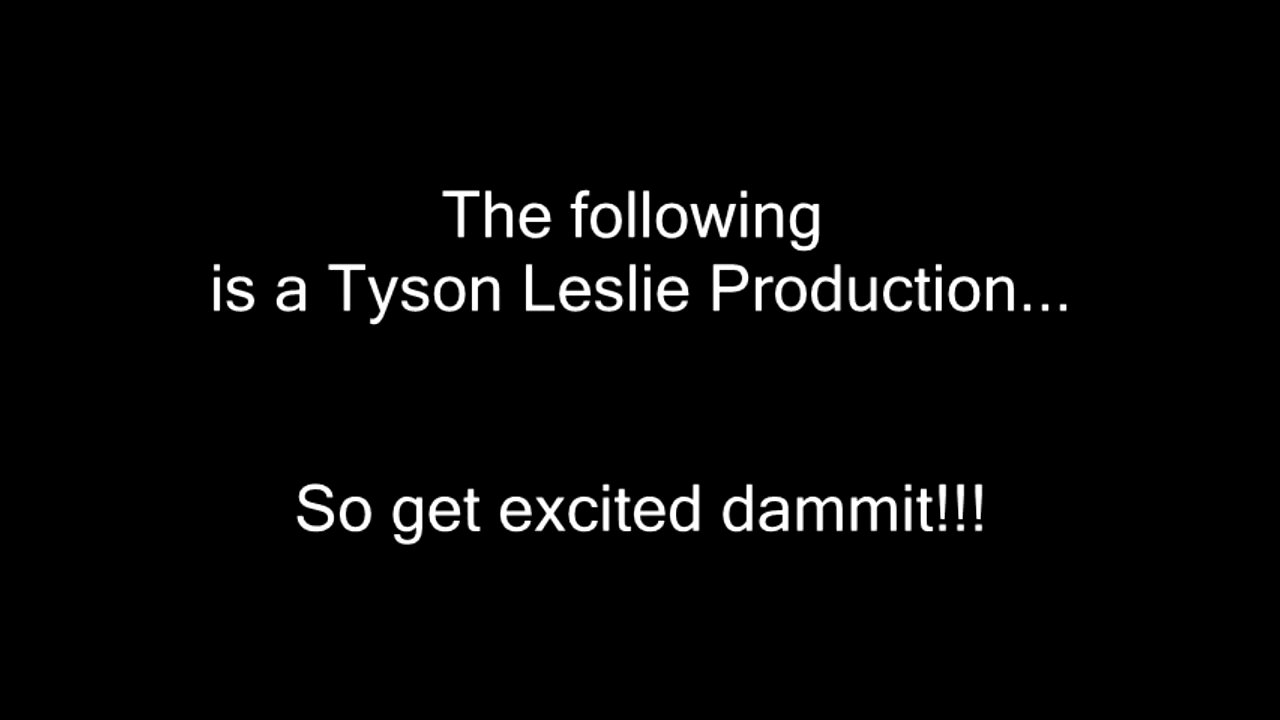 The following
is a Tyson Leslie Production...
So get excited dammit!!!